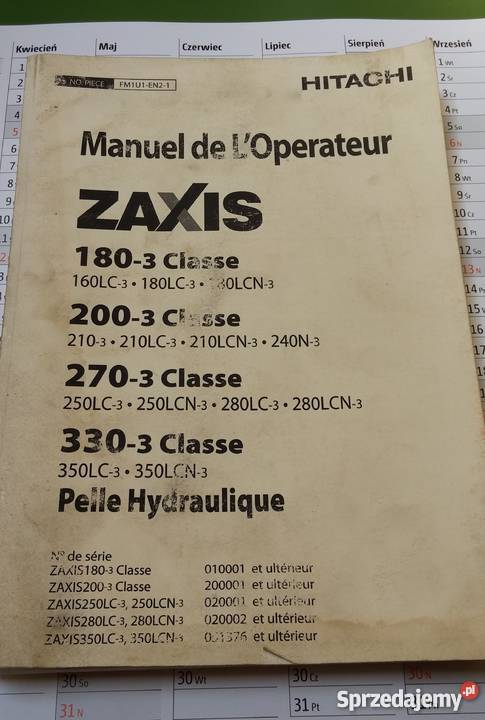 Kwiecień Maj Czerwiec Lipiec Sierpień Wrzesień
NO. PIECE FM1U1-EN2-1
HITACHI
Manuel de L'Operateur
ZAXIS
180-3 Classe
160LC-3 • 180LC-3 • 180LCN-3
200-3 Classe
210-3 • 210LC-3 • 210LCN-3 • 240N-3
270-3 Classe
250LC-3 • 250LCN-3 • 280LC-3 • 280LCN-3
330-3 Classe
350LC-3 • 350LCN-3
Pelle Hydraulique
N° de série
ZAXIS180-3 Classe 010001 et ultérieur
ZAXIS200-3 Classe 200001 et ultérieur
ZAXIS250LC-3, 250LCN-3 020001 et ultérieur
ZAXIS280LC-3, 280LCN-3 020002 et ultérieur
ZAXIS350LC-3, 350LCN-3 051376 et ultérieur
1 Wt
2 Śr
3 Cz
4 Pt
5 So
6 N
7 Pn
8 Wt
9 Śr
10 Cz
11 Pt
12 So
13 N
14 Pn
30 So 30 Wt 30 Cz
31 N 31 Pt
Sprzedajemy.pl